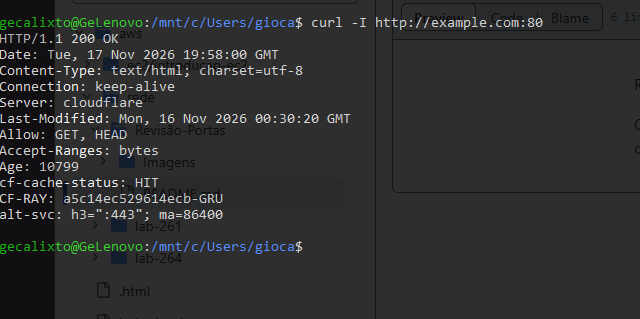 gecalixto@GeLenovo:/mnt/c/Users/gioca$ curl -I http://example.com:80
HTTP/1.1 200 OK
Date: Tue, 17 Nov 2026 19:58:00 GMT
Content-Type: text/html; charset=utf-8
Connection: keep-alive
Server: cloudflare
Last-Modified: Mon, 16 Nov 2026 00:30:20 GMT
Allow: GET, HEAD
Accept-Ranges: bytes
Age: 10799
cf-cache-status: HIT
CF-RAY: a5c14ec529614ecb-GRU
alt-svc: h3=":443"; ma=86400
gecalixto@GeLenovo:/mnt/c/Users/gioca$
Preview Code Blame
aws
rede
Revisão-Portas
Imagens
lab-261
lab-264
.html